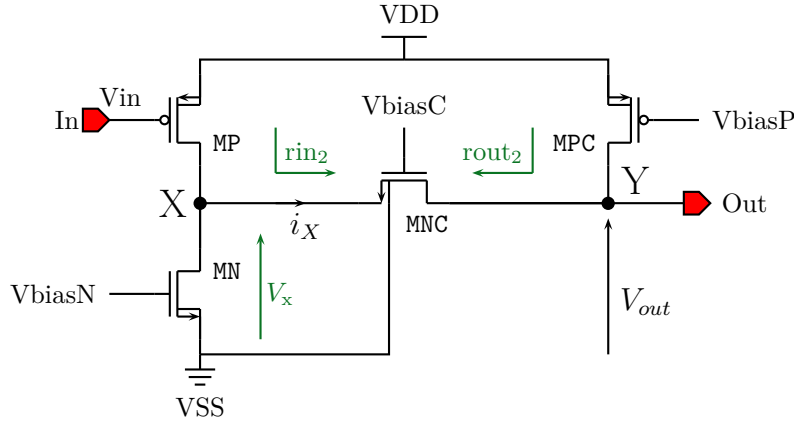 VDD
Vin
In
VbiasC
VbiasP
MP
rin2
rout2
MPC
X
Y
Out
iX
MNC
MN
VbiasN
Vx
Vout
VSS